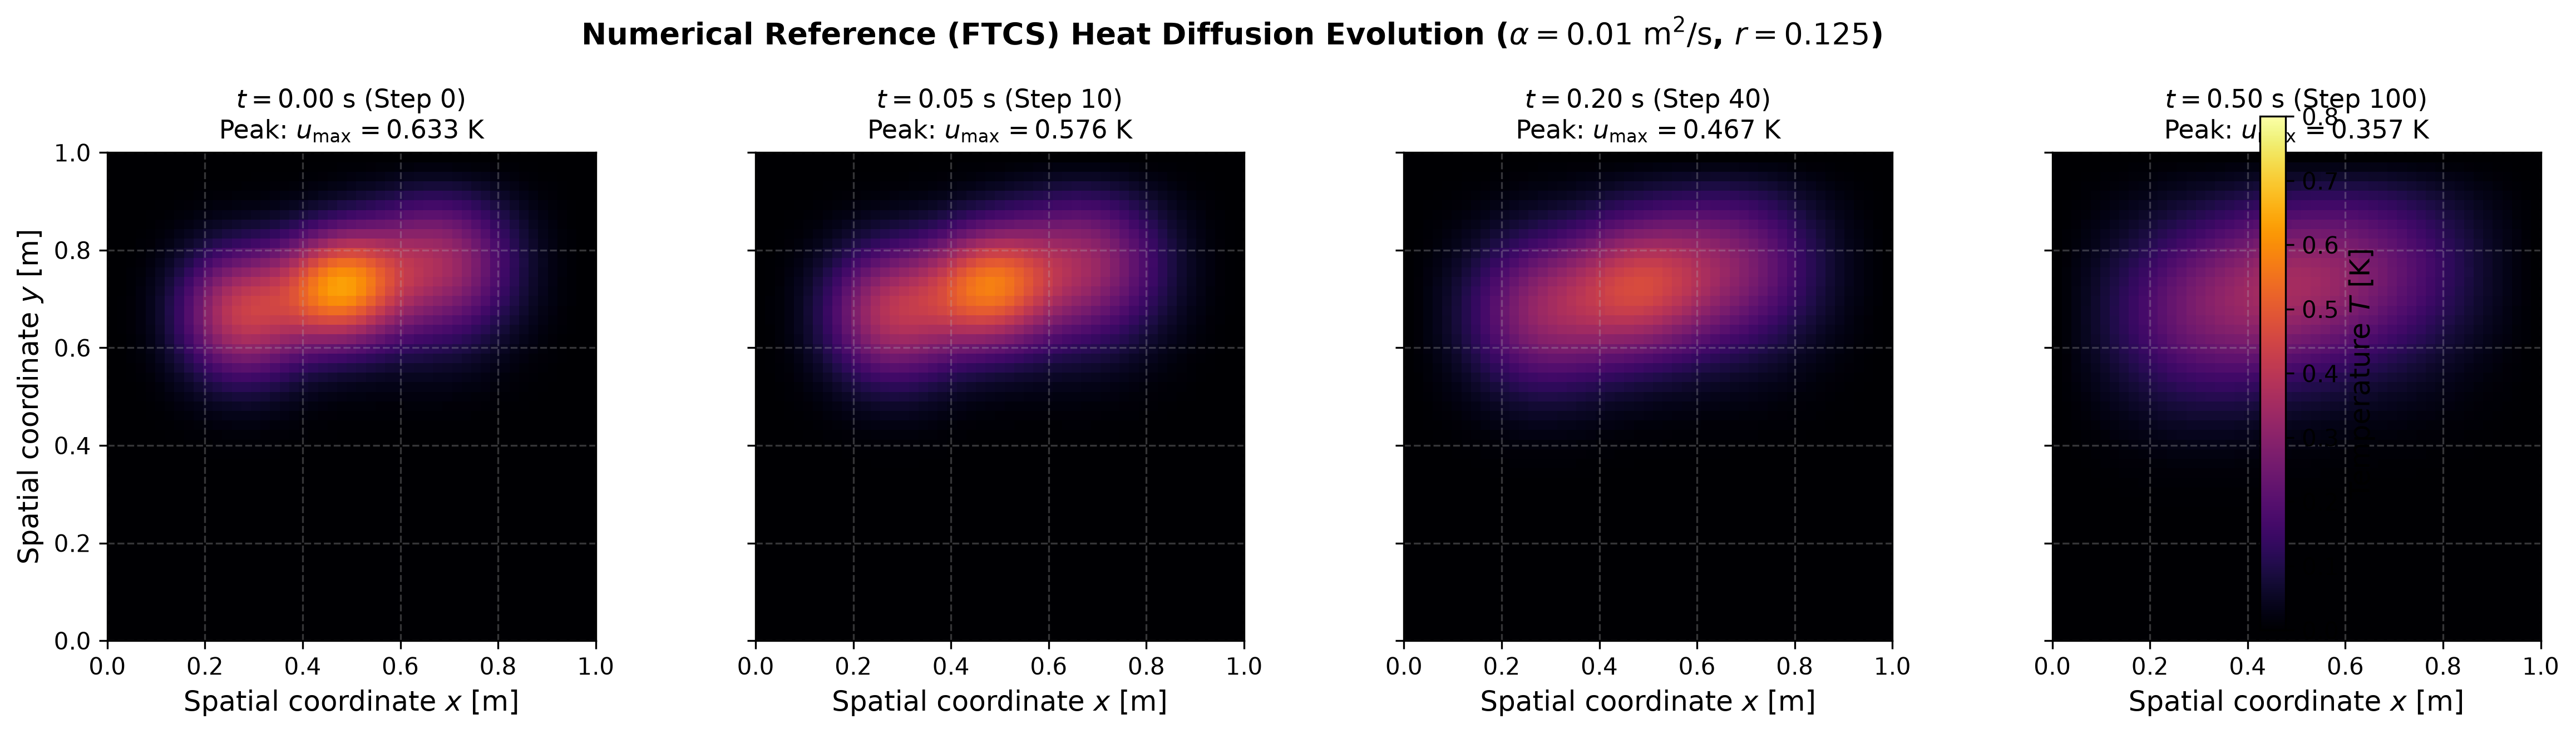 Numerical Reference (FTCS) Heat Diffusion Evolution (α = 0.01 m²/s, r = 0.125)
t = 0.00 s (Step 0)
Peak: u_max = 0.633 K
t = 0.05 s (Step 10)
Peak: u_max = 0.576 K
t = 0.20 s (Step 40)
Peak: u_max = 0.467 K
t = 0.50 s (Step 100)
Peak: = 0.357 K
Spatial coordinate y [m]
1.0
0.8
0.6
0.4
0.2
0.0
0.0 0.2 0.4 0.6 0.8 1.0
Spatial coordinate x [m]
0.0 0.2 0.4 0.6 0.8 1.0
Spatial coordinate x [m]
0.0 0.2 0.4 0.6 0.8 1.0
Spatial coordinate x [m]
0.0 0.2 0.4 0.6 0.8 1.0
Spatial coordinate x [m]
0.8
0.7
0.6
0.5
0.4
T [K]